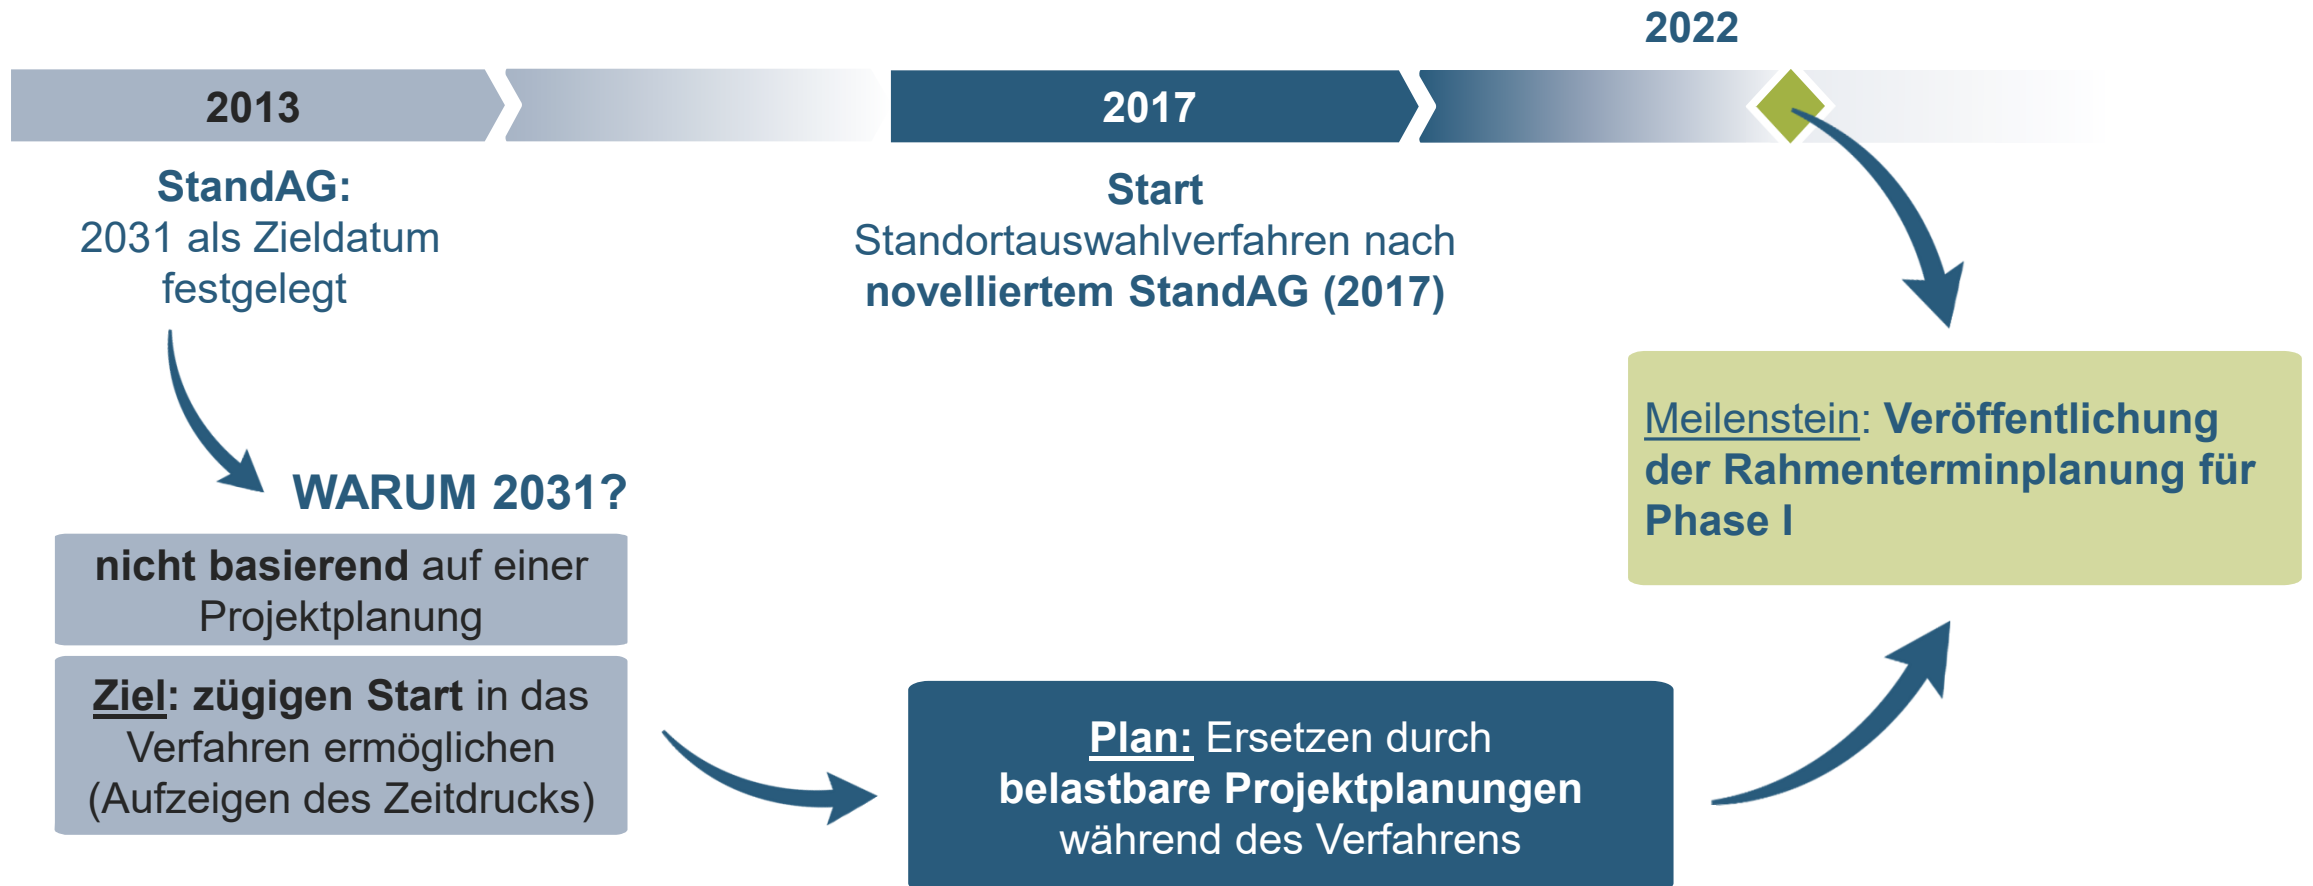 2022
2013
2017
StandAG:
2031 als Zieldatum
festgelegt
Start
Standortauswahlverfahren nach
novelliertem StandAG (2017)
WARUM 2031?
nicht basierend auf einer
Projektplanung
Ziel: zügigen Start in das
Verfahren ermöglichen
(Aufzeigen des Zeitdrucks)
Plan: Ersetzen durch
belastbare Projektplanungen
während des Verfahrens
Meilenstein: Veröffentlichung
der Rahmenterminplanung für
Phase I